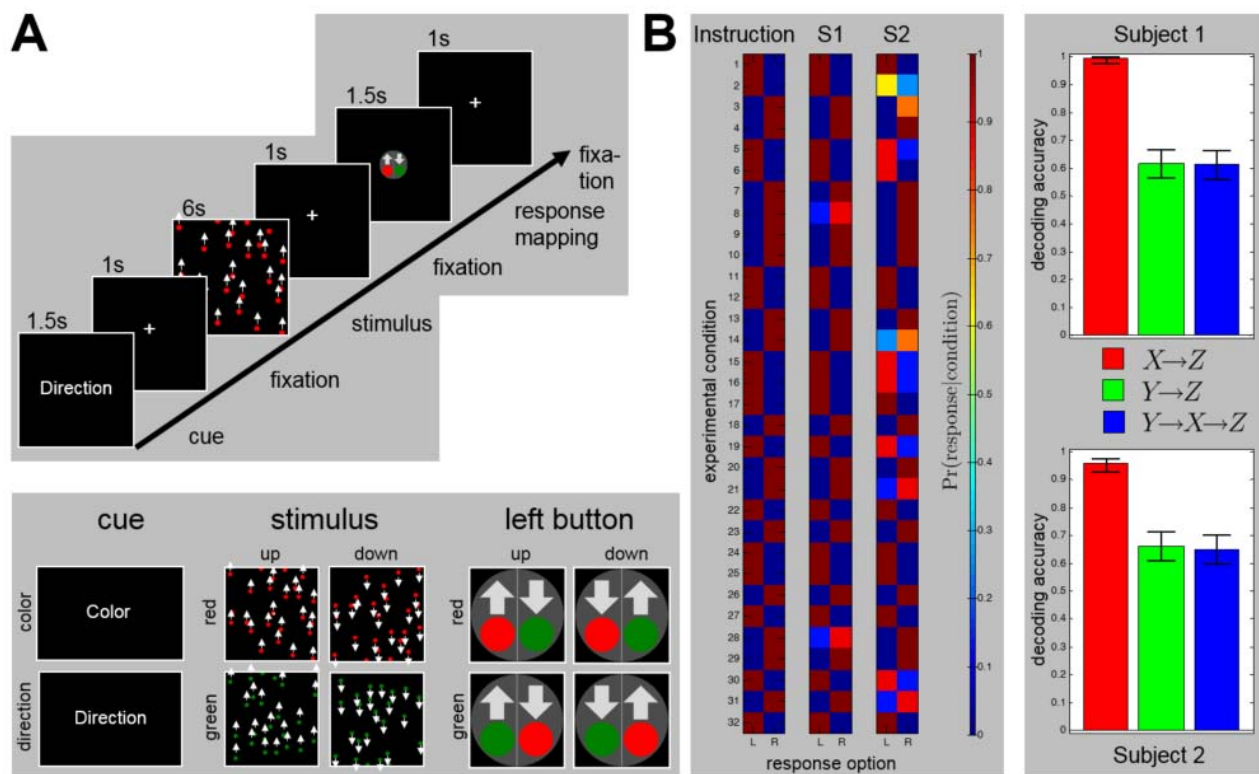 A
1.5s
Direction
1s
6s
1s
1.5s
1s
cue
fixation
stimulus
fixation
response
mapping
fixa-
tion
cue
stimulus
left button
up
down
up
down
color
Color
red
red
direction
Direction
green
green
B
Instruction
S1
S2
experimental condition
1
2
3
4
5
6
7
8
9
10
11
12
13
14
15
16
17
18
19
20
21
22
23
24
25
26
27
28
29
30
31
32
L R
L R
L R
response option
1
0.9
0.8
0.7
0.6
0.5
0.4
0.3
0.2
0.1
0
Pr(response|condition)
Subject 1
decoding accuracy
1
0.9
0.8
0.7
0.6
0.5
0.4
0.3
0.2
0.1
0
X→Z
Y→Z
Y→X→Z
decoding accuracy
1
0.9
0.8
0.7
0.6
0.5
0.4
0.3
0.2
0.1
0
Subject 2